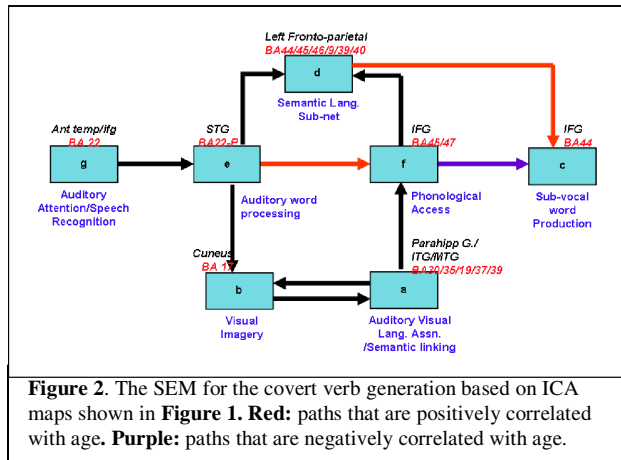 Left Fronto-parietal
BA44/45/46/9/39/40
d
Semantic Lang.
Sub-net
Ant temp/ifg
BA 22
g
Auditory
Attention/Speech
Recognition
STG
BA22-P
e
Auditory word
processing
IFG
BA45/47
f
Phonological
Access
IFG
BA44
c
Sub-vocal
word
Production
Cuneus
BA 17
b
Visual
Imagery
Parahipp G./
ITG/MTG
BA30/35/19/37/39
a
Auditory Visual
Lang. Assn.
/Semantic linking
Figure 2. The SEM for the covert verb generation based on ICA
maps shown in Figure 1. Red: paths that are positively correlated
with age. Purple: paths that are negatively correlated with age.